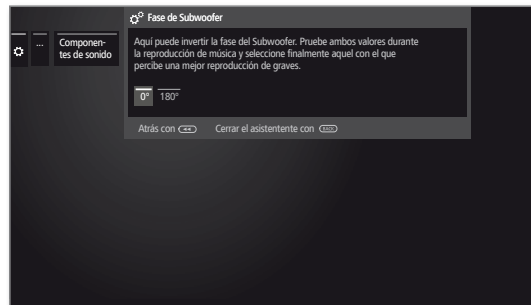 Fase de Subwoofer
...
Componen-
tes de sonido
Aquí puede invertir la fase del Subwoofer. Pruebe ambos valores durante
la reproducción de música y seleccione finalmente aquel con el que
percibe una mejor reproducción de graves.
0° 180°
Atrás con Cerrar el asistentente con BACK